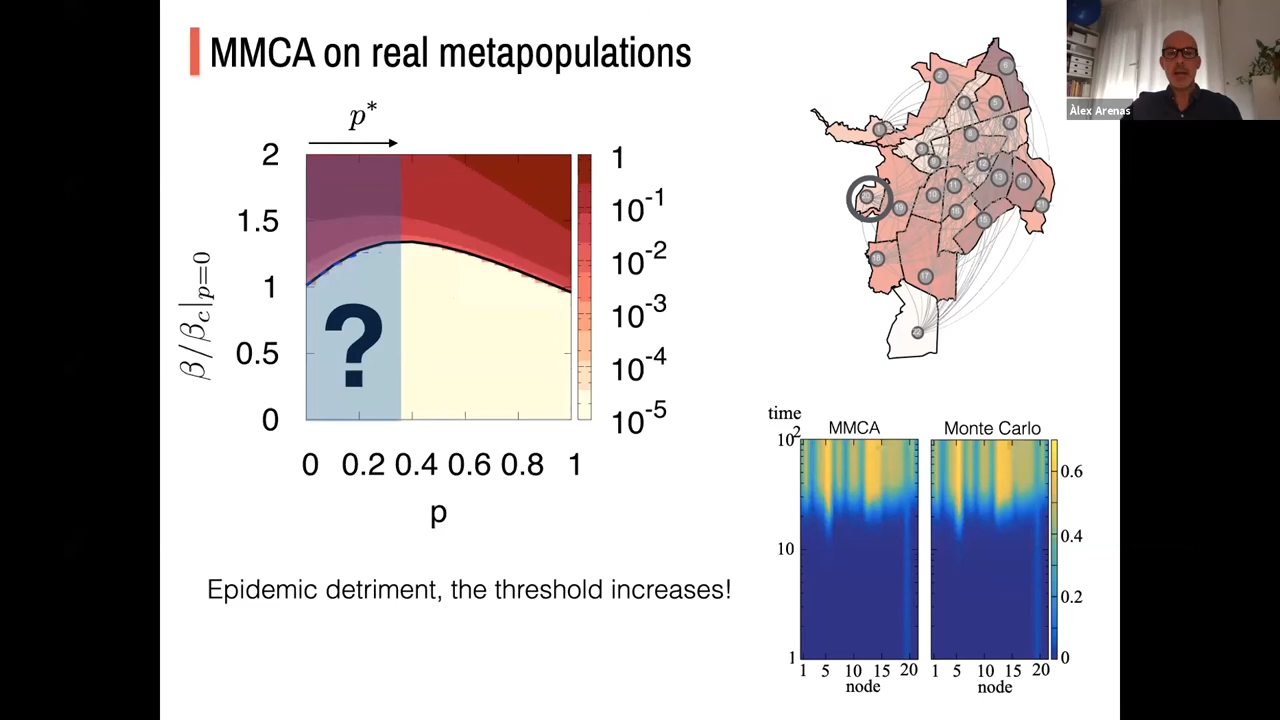 MMCA on real metapopulations
Àlex Arenas
p*
2
1.5
1
0.5
0
β/βc|p=0
?
0 0.2 0.4 0.6 0.8 1
p
1
10-1
10-2
10-3
10-4
10-5
Epidemic detriment, the threshold increases!
time
MMCA
Monte Carlo
10²
10
1
1 5 10 15 20
node
1 5 10 15 20
node
0.6
0.4
0.2
0